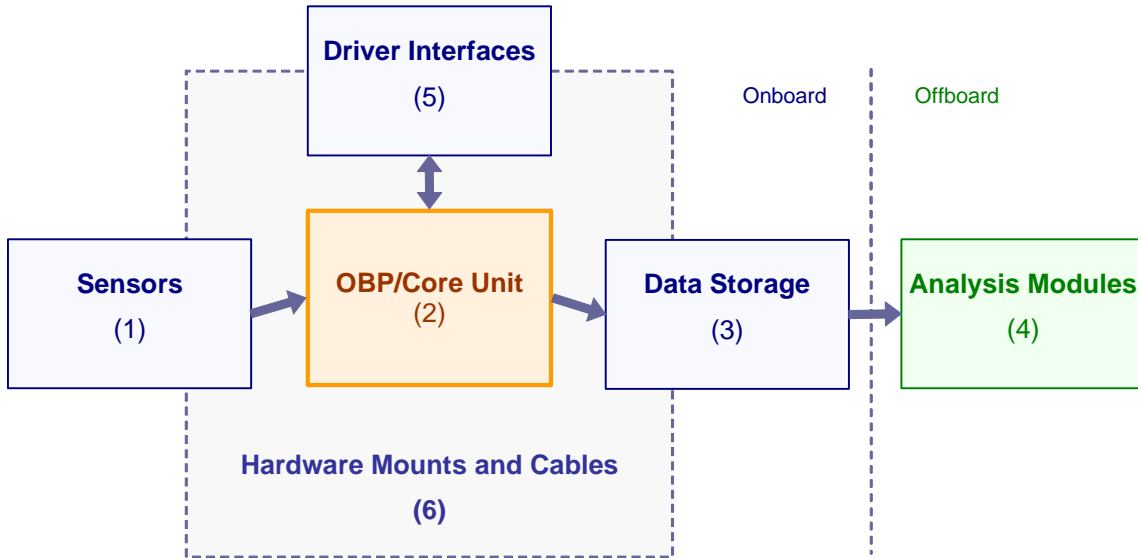 Driver Interfaces
(5)
Onboard
Offboard
Sensors
(1)
OBP/Core Unit
(2)
Data Storage
(3)
Analysis Modules
(4)
Hardware Mounts and Cables
(6)